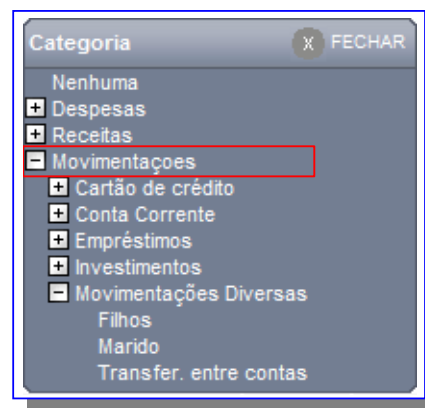 Categoria X FECHAR
Nenhuma
+ Despesas
+ Receitas
- Movimentaçoes
+ Cartão de crédito
+ Conta Corrente
+ Empréstimos
+ Investimentos
- Movimentações Diversas
Filhos
Marido
Transfer. entre contas